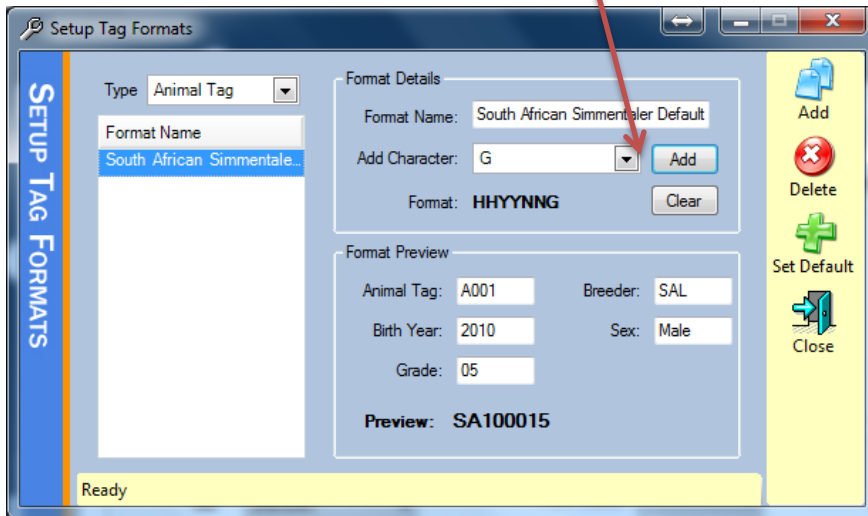 Setup Tag Formats
SETUP TAG FORMATS
Type Animal Tag
Format Name
South African Simmentale...
Format Details
Format Name: South African Simmentaler Default
Add Character: G Add
Format: HHYYNNG Clear
Format Preview
Animal Tag: A001 Breeder: SAL
Birth Year: 2010 Sex: Male
Grade: 05
Preview: SA100015
Add
Delete
Set Default
Close
Ready